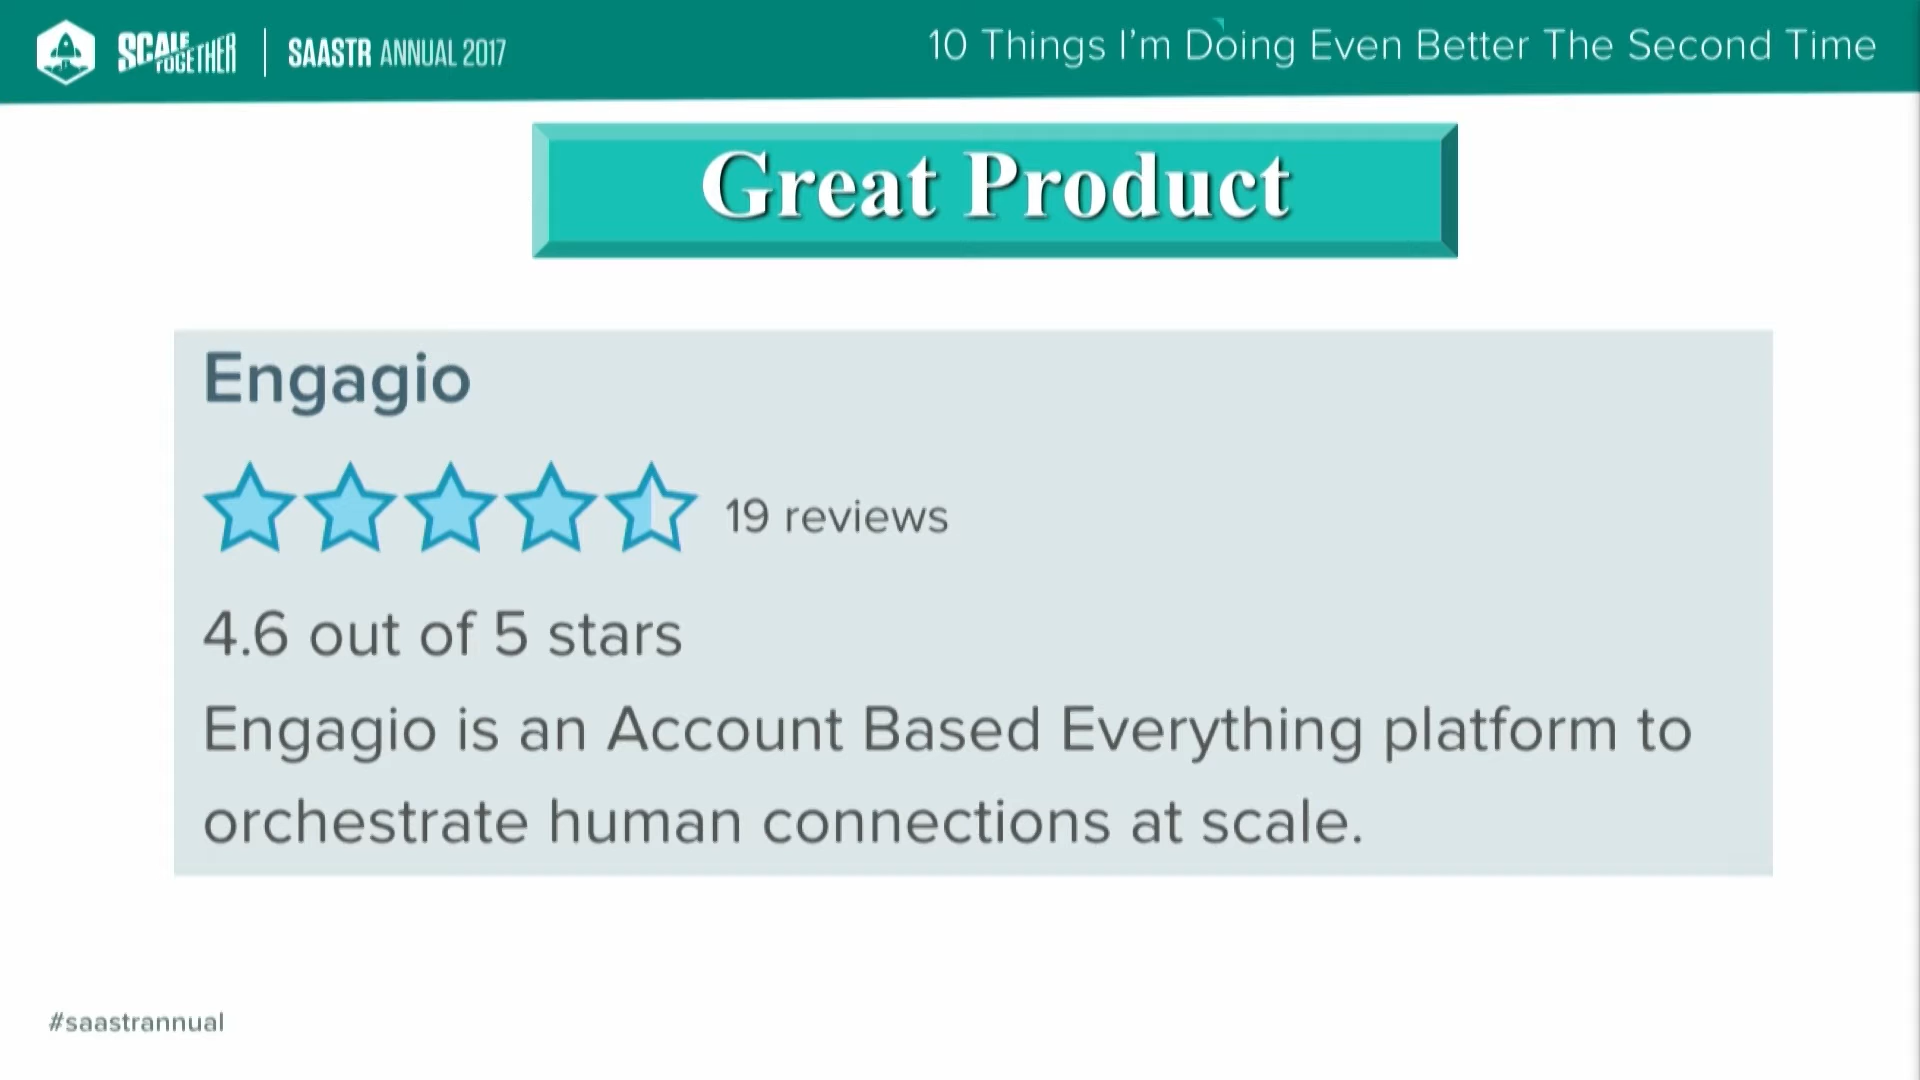 SCALE TOGETHER | SAASTR ANNUAL 2017
10 Things I'm Doing Even Better The Second Time
Great Product
Engagio
19 reviews
4.6 out of 5 stars
Engagio is an Account Based Everything platform to
orchestrate human connections at scale.
#saastrannual